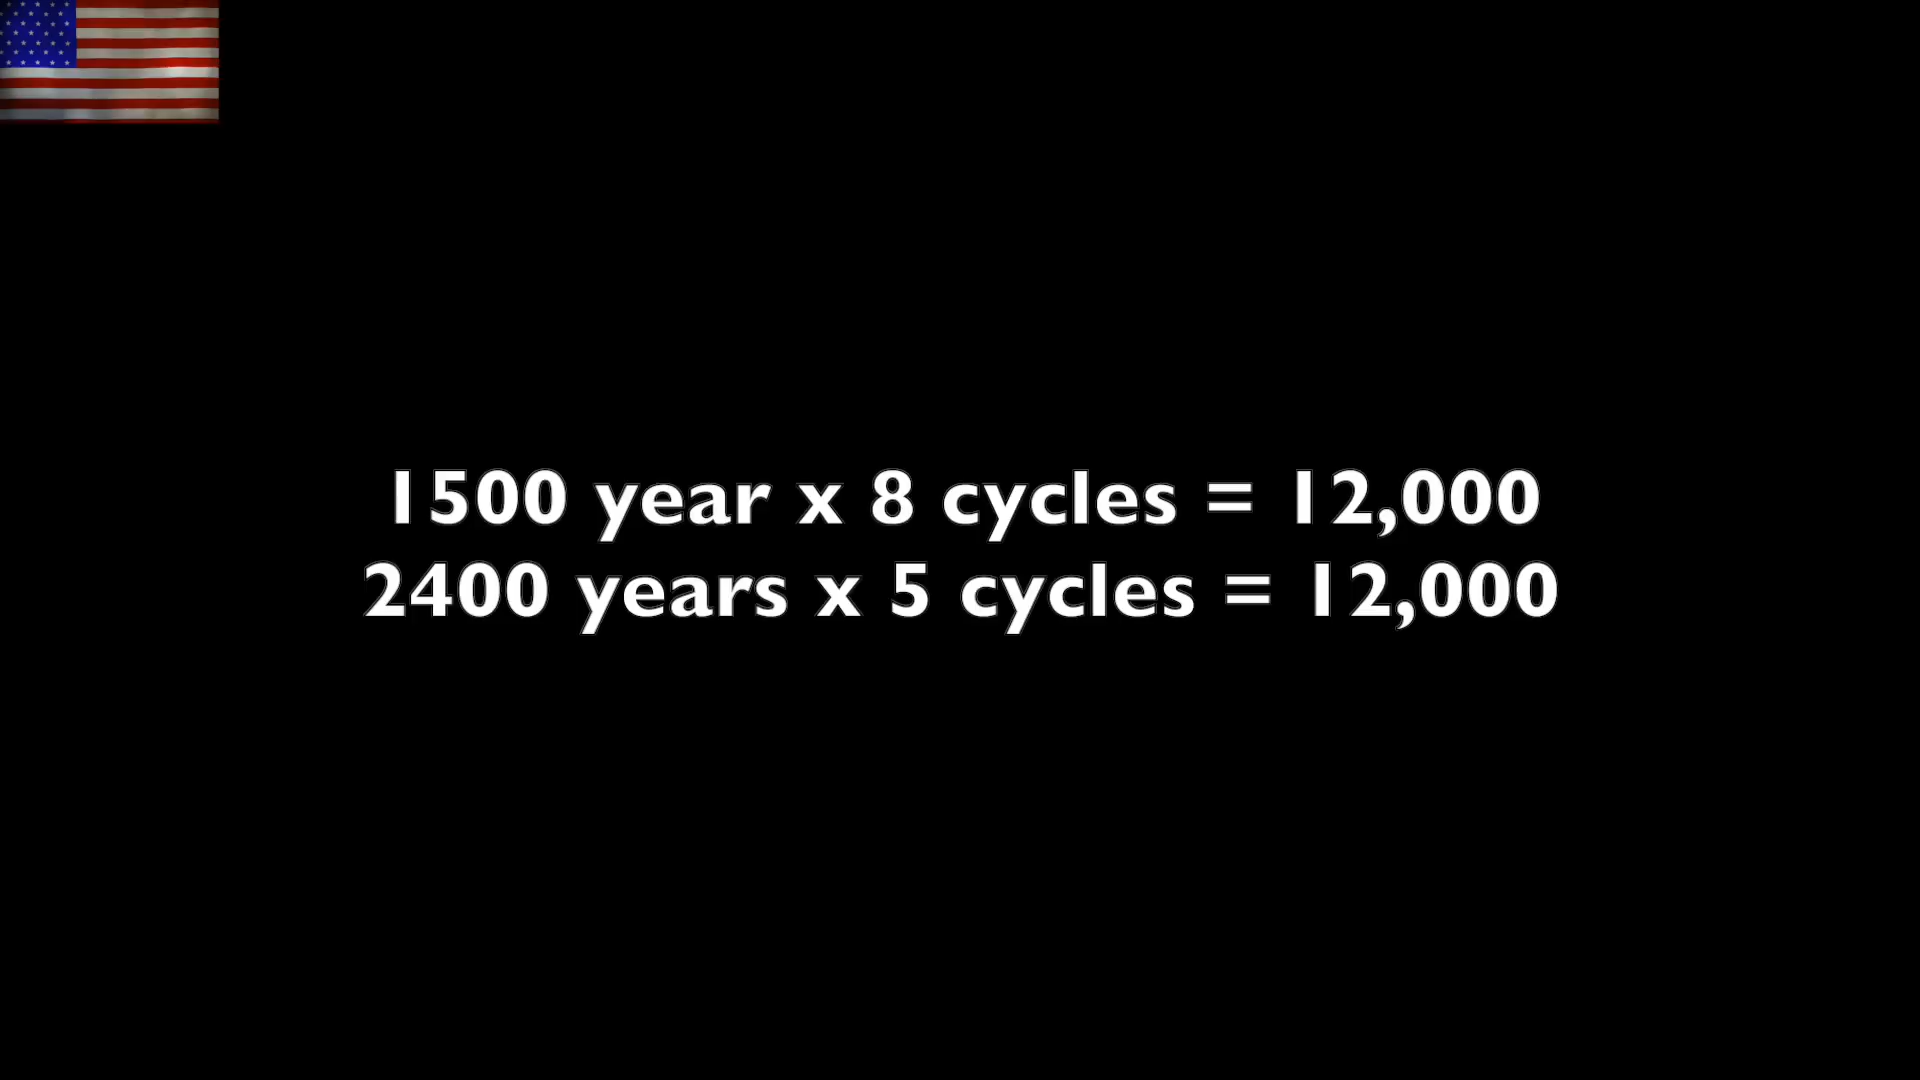 1500 year x 8 cycles = 12,000
2400 years x 5 cycles = 12,000